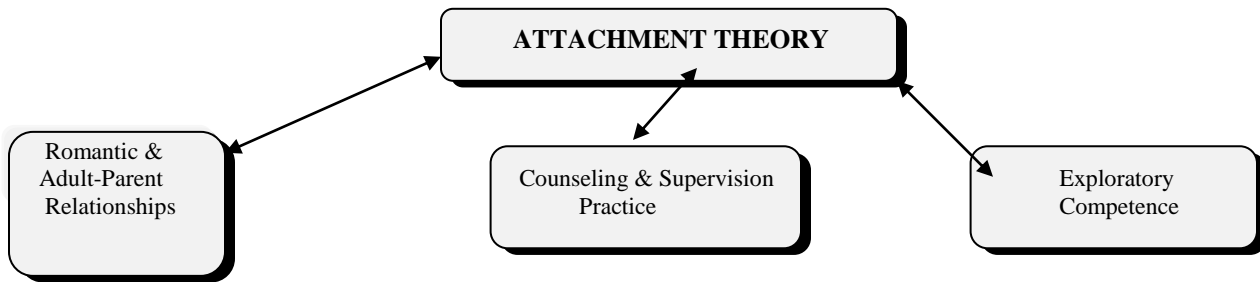 ATTACHMENT THEORY
Romantic &
Adult-Parent
Relationships
Counseling & Supervision
Practice
Exploratory
Competence